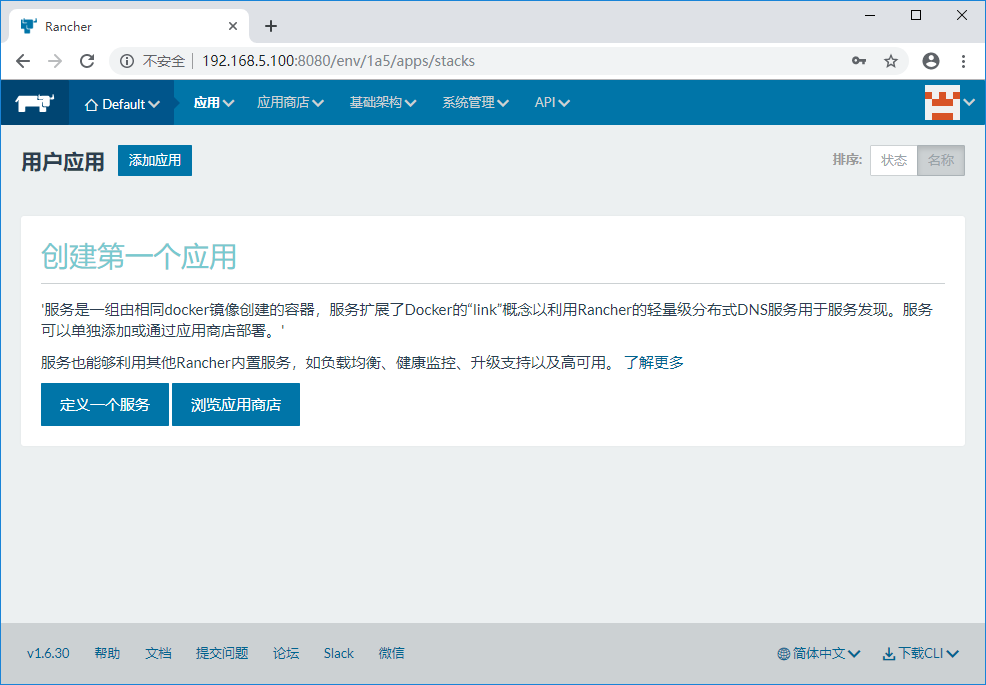 Rancher
不安全 192.168.5.100:8080/env/1a5/apps/stacks
Default 应用 应用商店 基础架构 系统管理 API
用户应用 添加应用 排序: 状态 名称
创建第一个应用
'服务是一组由相同docker镜像创建的容器，服务扩展了Docker的“link”概念以利用Rancher的轻量级分布式DNS服务用于服务发现。服务
可以单独添加或通过应用商店部署。'
服务也能够利用其他Rancher内置服务，如负载均衡、健康监控、升级支持以及高可用。 了解更多
定义一个服务 浏览应用商店
v1.6.30 帮助 文档 提交问题 论坛 Slack 微信 简体中文 下载CLI